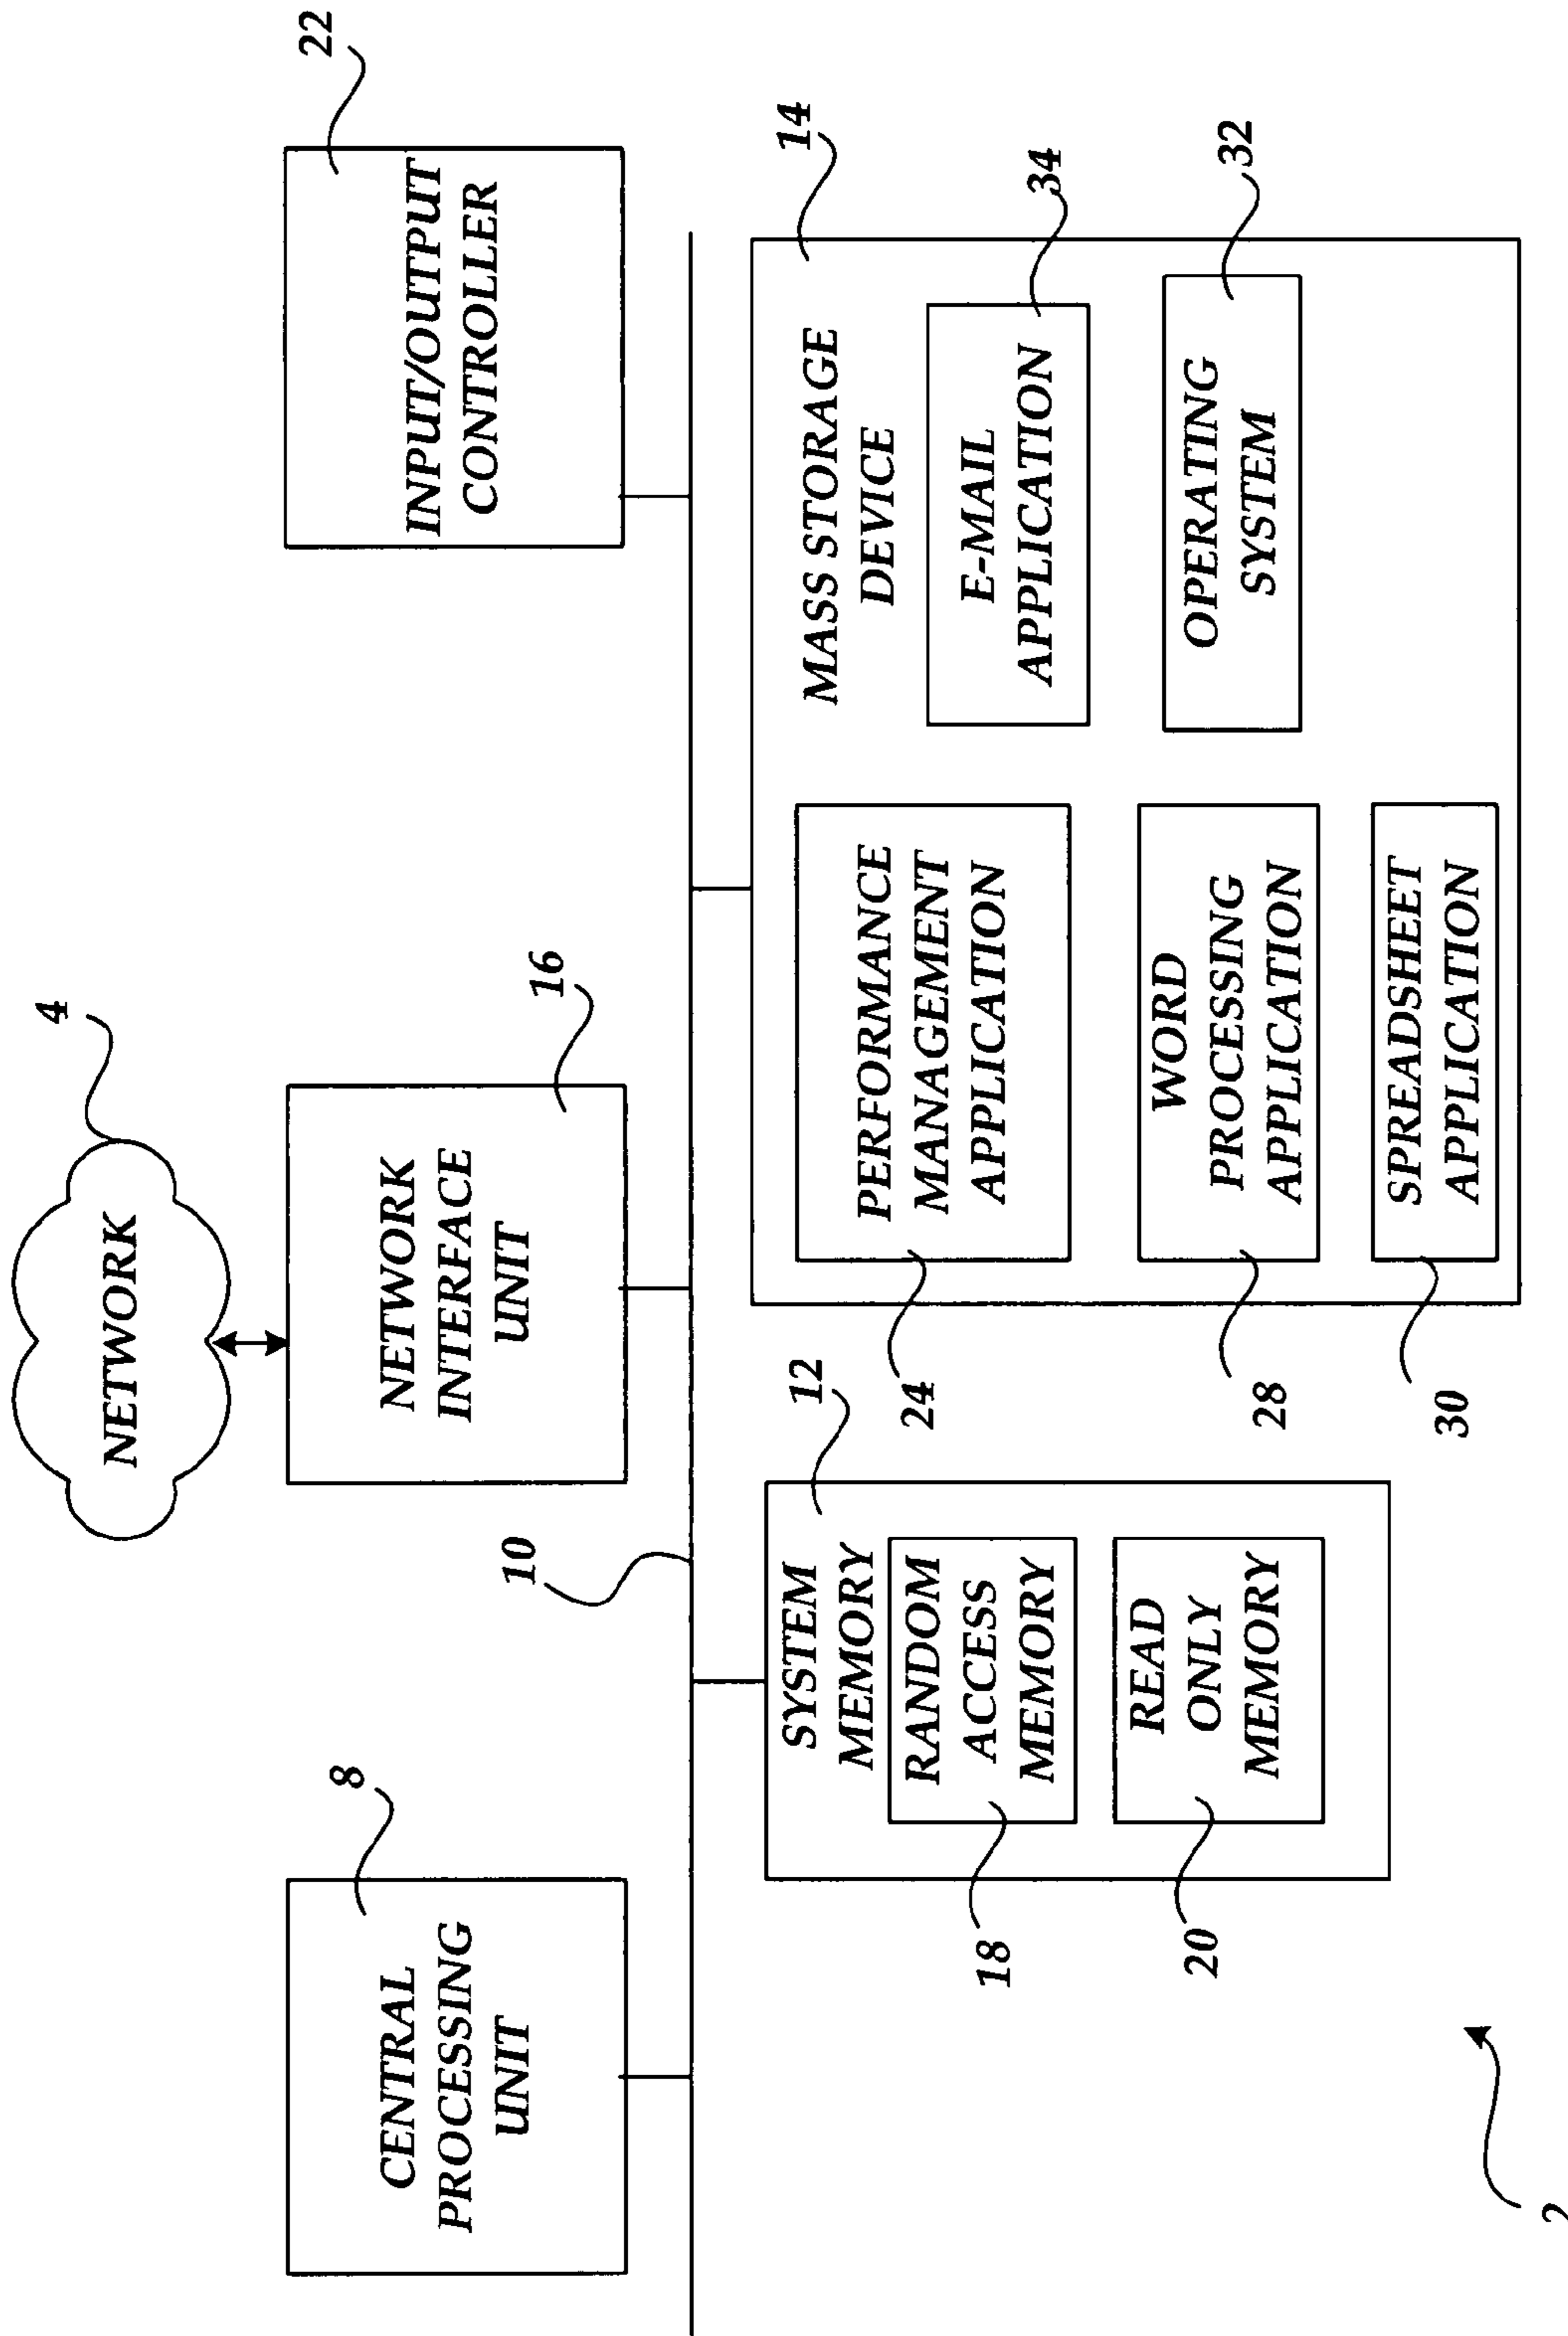 NETWORK
4
22
8
CENTRAL
PROCESSING
UNIT
NETWORK
INTERFACE
UNIT
16
INPUT/OUTPUT
CONTROLLER
10
12
SYSTEM
MEMORY
RANDOM
ACCESS
MEMORY
18
READ
ONLY
MEMORY
20
14
MASS STORAGE
DEVICE
PERFORMANCE
MANAGEMENT
APPLICATION
24
E-MAIL
APPLICATION
34
WORD
PROCESSING
APPLICATION
28
OPERATING
SYSTEM
32
SPREADSHEET
APPLICATION
30
2